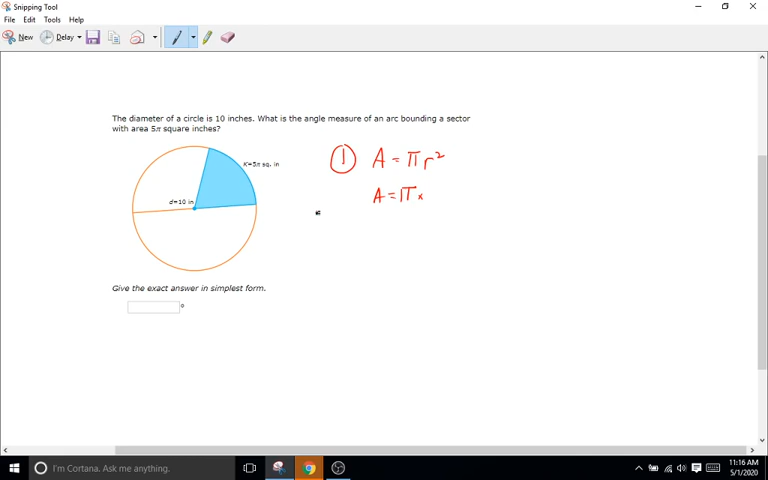 Snipping Tool
File Edit Tools Help
New Delay
The diameter of a circle is 10 inches. What is the angle measure of an arc bounding a sector
with area 5π square inches?
K=5π sq. in
d=10 in
① A = πr²
A = π×
Give the exact answer in simplest form.
°
I'm Cortana. Ask me anything.
11:16 AM
5/1/2020